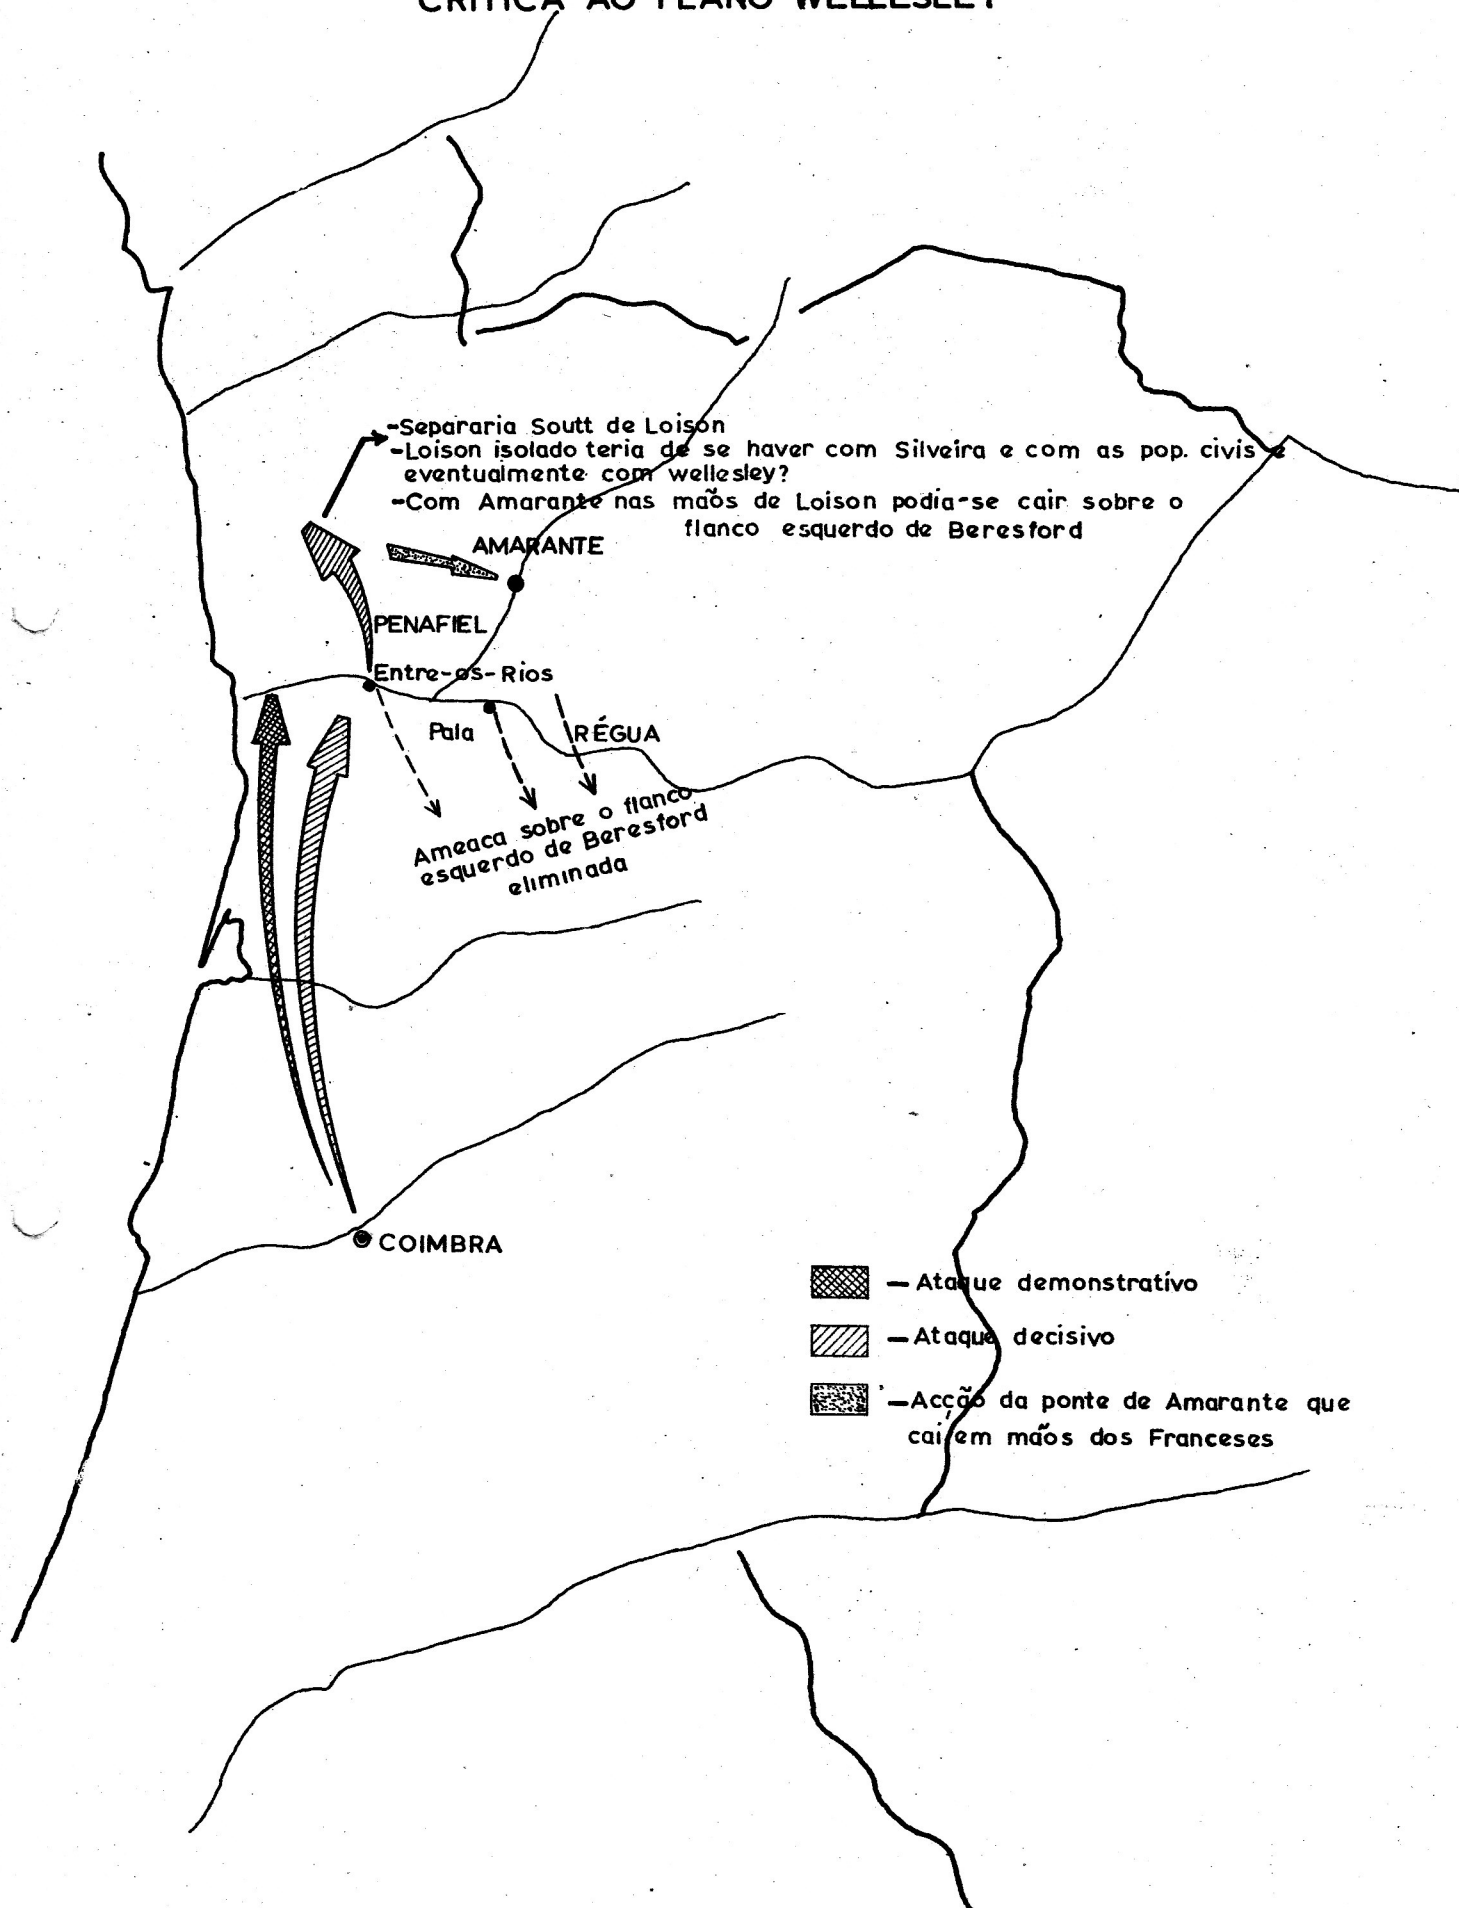 CRÍTICA AO PLANO WELLESLEY
-Separaria Soutt de Loison
-Loison isolado teria de se haver com Silveira e com as pop. civis e
eventualmente com wellesley?
-Com Amarante nas mãos de Loison podia-se cair sobre o
flanco esquerdo de Beresford
AMARANTE
PENAFIEL
Entre-os-Rios
Pala
RÉGUA
Ameaca sobre o flanco
esquerdo de Beresford
eliminada
COIMBRA
— Ataque demonstrativo
— Ataque decisivo
— Acção da ponte de Amarante que
caí em mãos dos Franceses